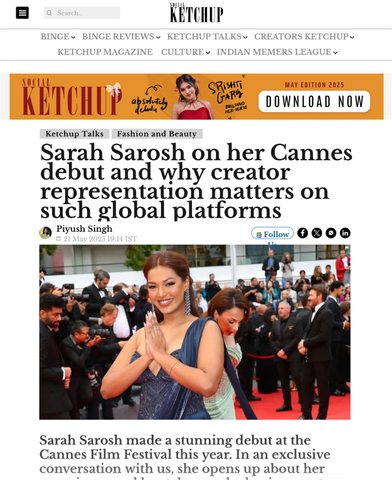 Search...
SOCIAL
KETCHUP
BINGE
BINGE REVIEWS
KETCHUP TALKS
CREATORS KETCHUP
KETCHUP MAGAZINE
CULTURE
INDIAN MEMERS LEAGUE
SOCIAL
KETCHUP
absolutely
delulu
SRISHTI
GARG
MAY EDITION 2025
DOWNLOAD NOW
Ketchup Talks
Fashion and Beauty
Sarah Sarosh on her Cannes
debut and why creator
representation matters on
such global platforms
Piyush Singh
21 May 2025 19:14 IST
Follow
Us
Sarah Sarosh made a stunning debut at the
Cannes Film Festival this year. In an exclusive
conversation with us, she opens up about her